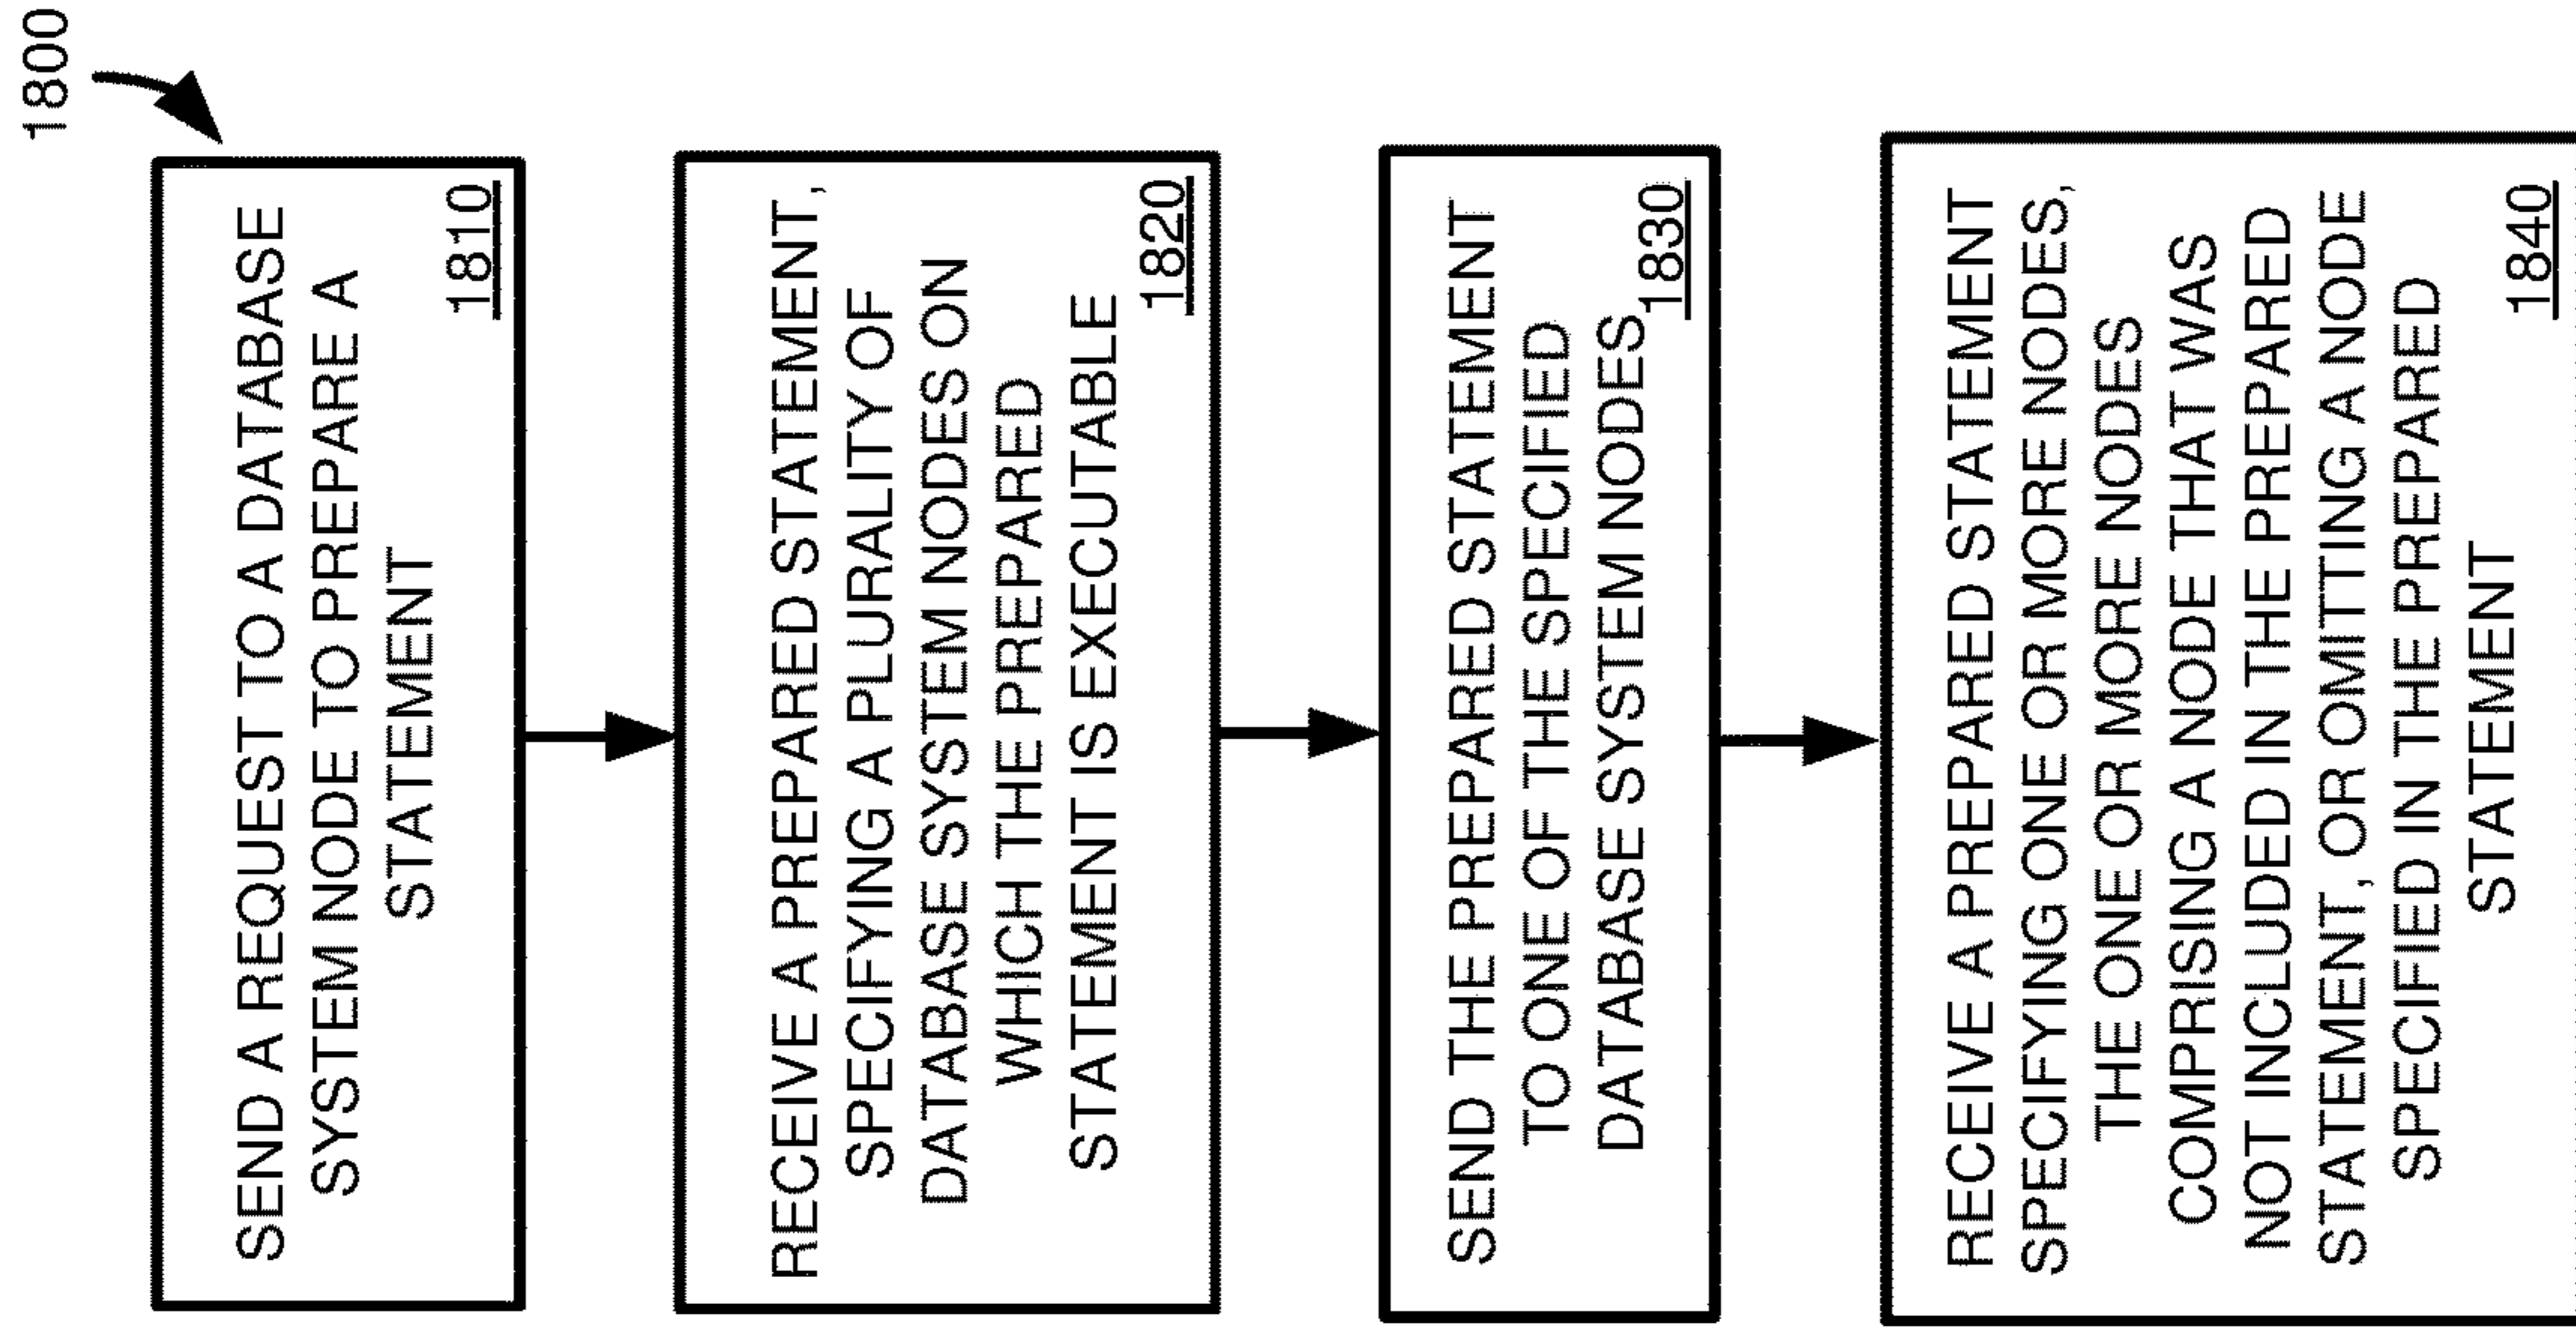 1800
SEND A REQUEST TO A DATABASE
SYSTEM NODE TO PREPARE A
STATEMENT
1810
RECEIVE A PREPARED STATEMENT,
SPECIFYING A PLURALITY OF
DATABASE SYSTEM NODES ON
WHICH THE PREPARED
STATEMENT IS EXECUTABLE
1820
SEND THE PREPARED STATEMENT
TO ONE OF THE SPECIFIED
DATABASE SYSTEM NODES
1830
RECEIVE A PREPARED STATEMENT
SPECIFYING ONE OR MORE NODES,
THE ONE OR MORE NODES
COMPRISING A NODE THAT WAS
NOT INCLUDED IN THE PREPARED
STATEMENT, OR OMITTING A NODE
SPECIFIED IN THE PREPARED
STATEMENT
1840